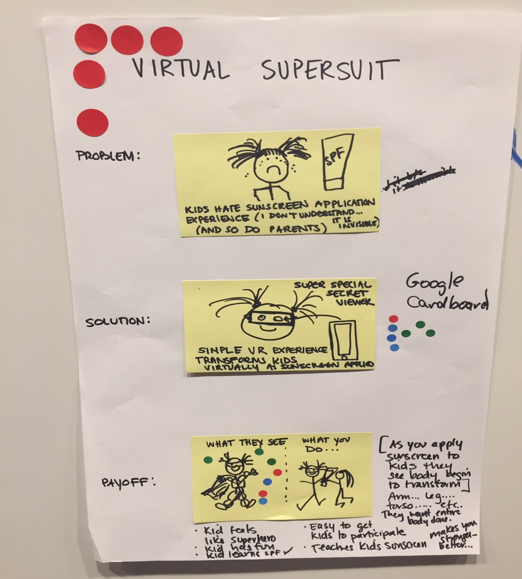 VIRTUAL SUPERSUIT
PROBLEM:
SPF
KIDS HATE SUNSCREEN APPLICATION
EXPERIENCE (I DON'T UNDERSTAND... IT IS
(AND SO DO PARENTS) INVISIBLE)
SOLUTION:
SUPER SPECIAL
SECRET
VIEWER
SIMPLE VR EXPERIENCE
TRANSFORMS KIDS
VIRTUALLY AS SUNSCREEN APPLIED
Google
Cardboard
PAYOFF:
WHAT THEY SEE
WHAT YOU
DO...
[As you apply
sunscreen to
kids they
see body begin
to transform]
Arm... leg....
torso.... etc.
They want entire
body done.
• Kid feels
like superhero
• Kid has fun
• Kid learns SPF ✓
• Easy to get
kids to participate
• Teaches kids sunscreen
makes you
stronger
better...